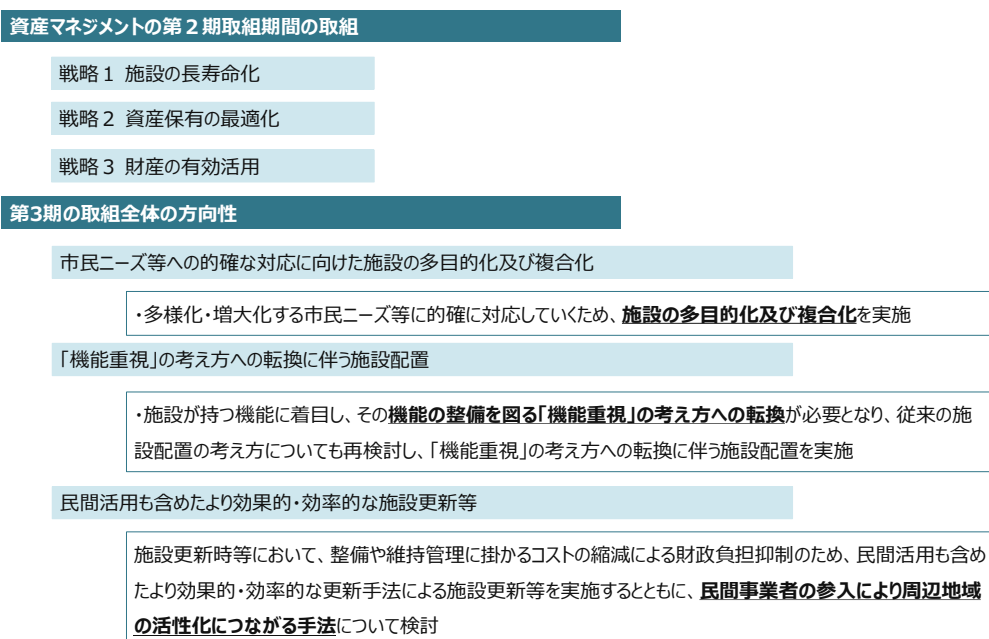 資産マネジメントの第２期取組期間の取組
戦略１ 施設の長寿命化
戦略２ 資産保有の最適化
戦略３ 財産の有効活用
第3期の取組全体の方向性
市民ニーズ等への的確な対応に向けた施設の多目的化及び複合化
・多様化・増大化する市民ニーズ等に的確に対応していくため、施設の多目的化及び複合化を実施
「機能重視」の考え方への転換に伴う施設配置
・施設が持つ機能に着目し、その機能の整備を図る「機能重視」の考え方への転換が必要となり、従来の施
設配置の考え方についても再検討し、「機能重視」の考え方への転換に伴う施設配置を実施
民間活用も含めたより効果的・効率的な施設更新等
施設更新時等において、整備や維持管理に掛かるコストの縮減による財政負担抑制のため、民間活用も含め
たより効果的・効率的な更新手法による施設更新等を実施するとともに、民間事業者の参入により周辺地域
の活性化につながる手法について検討